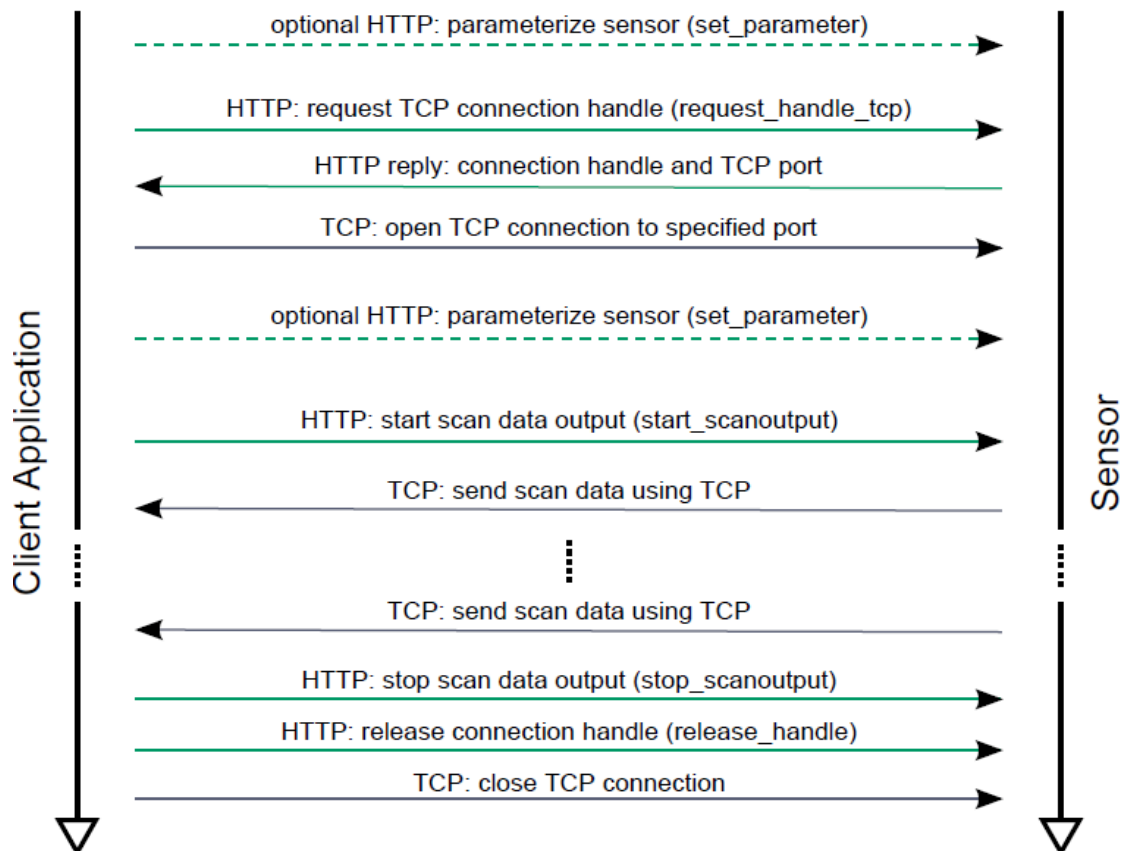 optional HTTP: parameterize sensor (set_parameter)
HTTP: request TCP connection handle (request_handle_tcp)
HTTP reply: connection handle and TCP port
TCP: open TCP connection to specified port
optional HTTP: parameterize sensor (set_parameter)
HTTP: start scan data output (start_scanoutput)
TCP: send scan data using TCP
TCP: send scan data using TCP
HTTP: stop scan data output (stop_scanoutput)
HTTP: release connection handle (release_handle)
TCP: close TCP connection
Client Application
Sensor